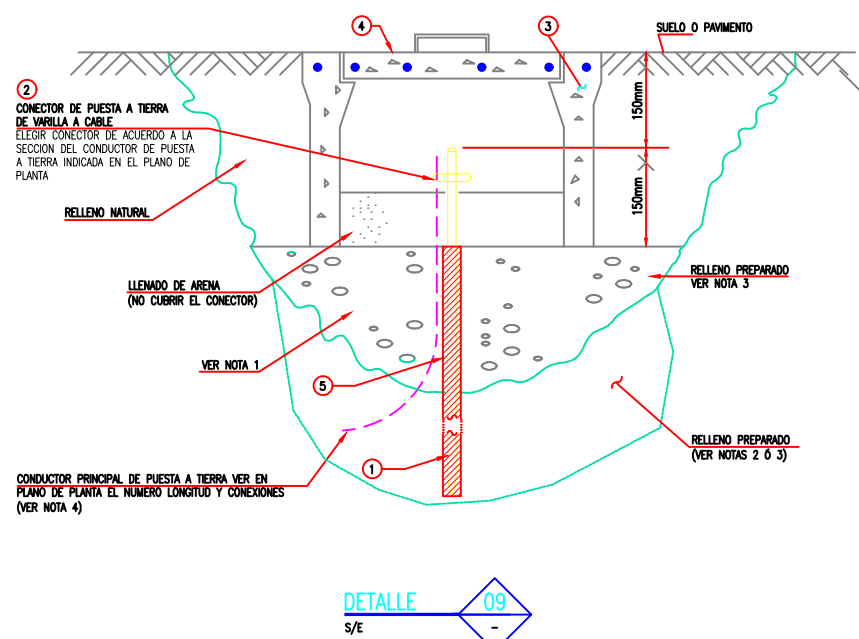 4
3
SUELO O PAVIMENTO
2
CONECTOR DE PUESTA A TIERRA
DE VARILLA A CABLE
ELEGIR CONECTOR DE ACUERDO A LA
SECCION DEL CONDUCTOR DE PUESTA
A TIERRA INDICADA EN EL PLANO DE
PLANTA
150mm
150mm
RELLENO NATURAL
RELLENO PREPARADO
VER NOTA 3
LLENADO DE ARENA
(NO CUBRIR EL CONECTOR)
VER NOTA 1
5
RELLENO PREPARADO
(VER NOTAS 2 Ó 3)
1
CONDUCTOR PRINCIPAL DE PUESTA A TIERRA VER EN
PLANO DE PLANTA EL NUMERO LONGITUD Y CONEXIONES
(VER NOTA 4)
DETALLE 09
S/E -